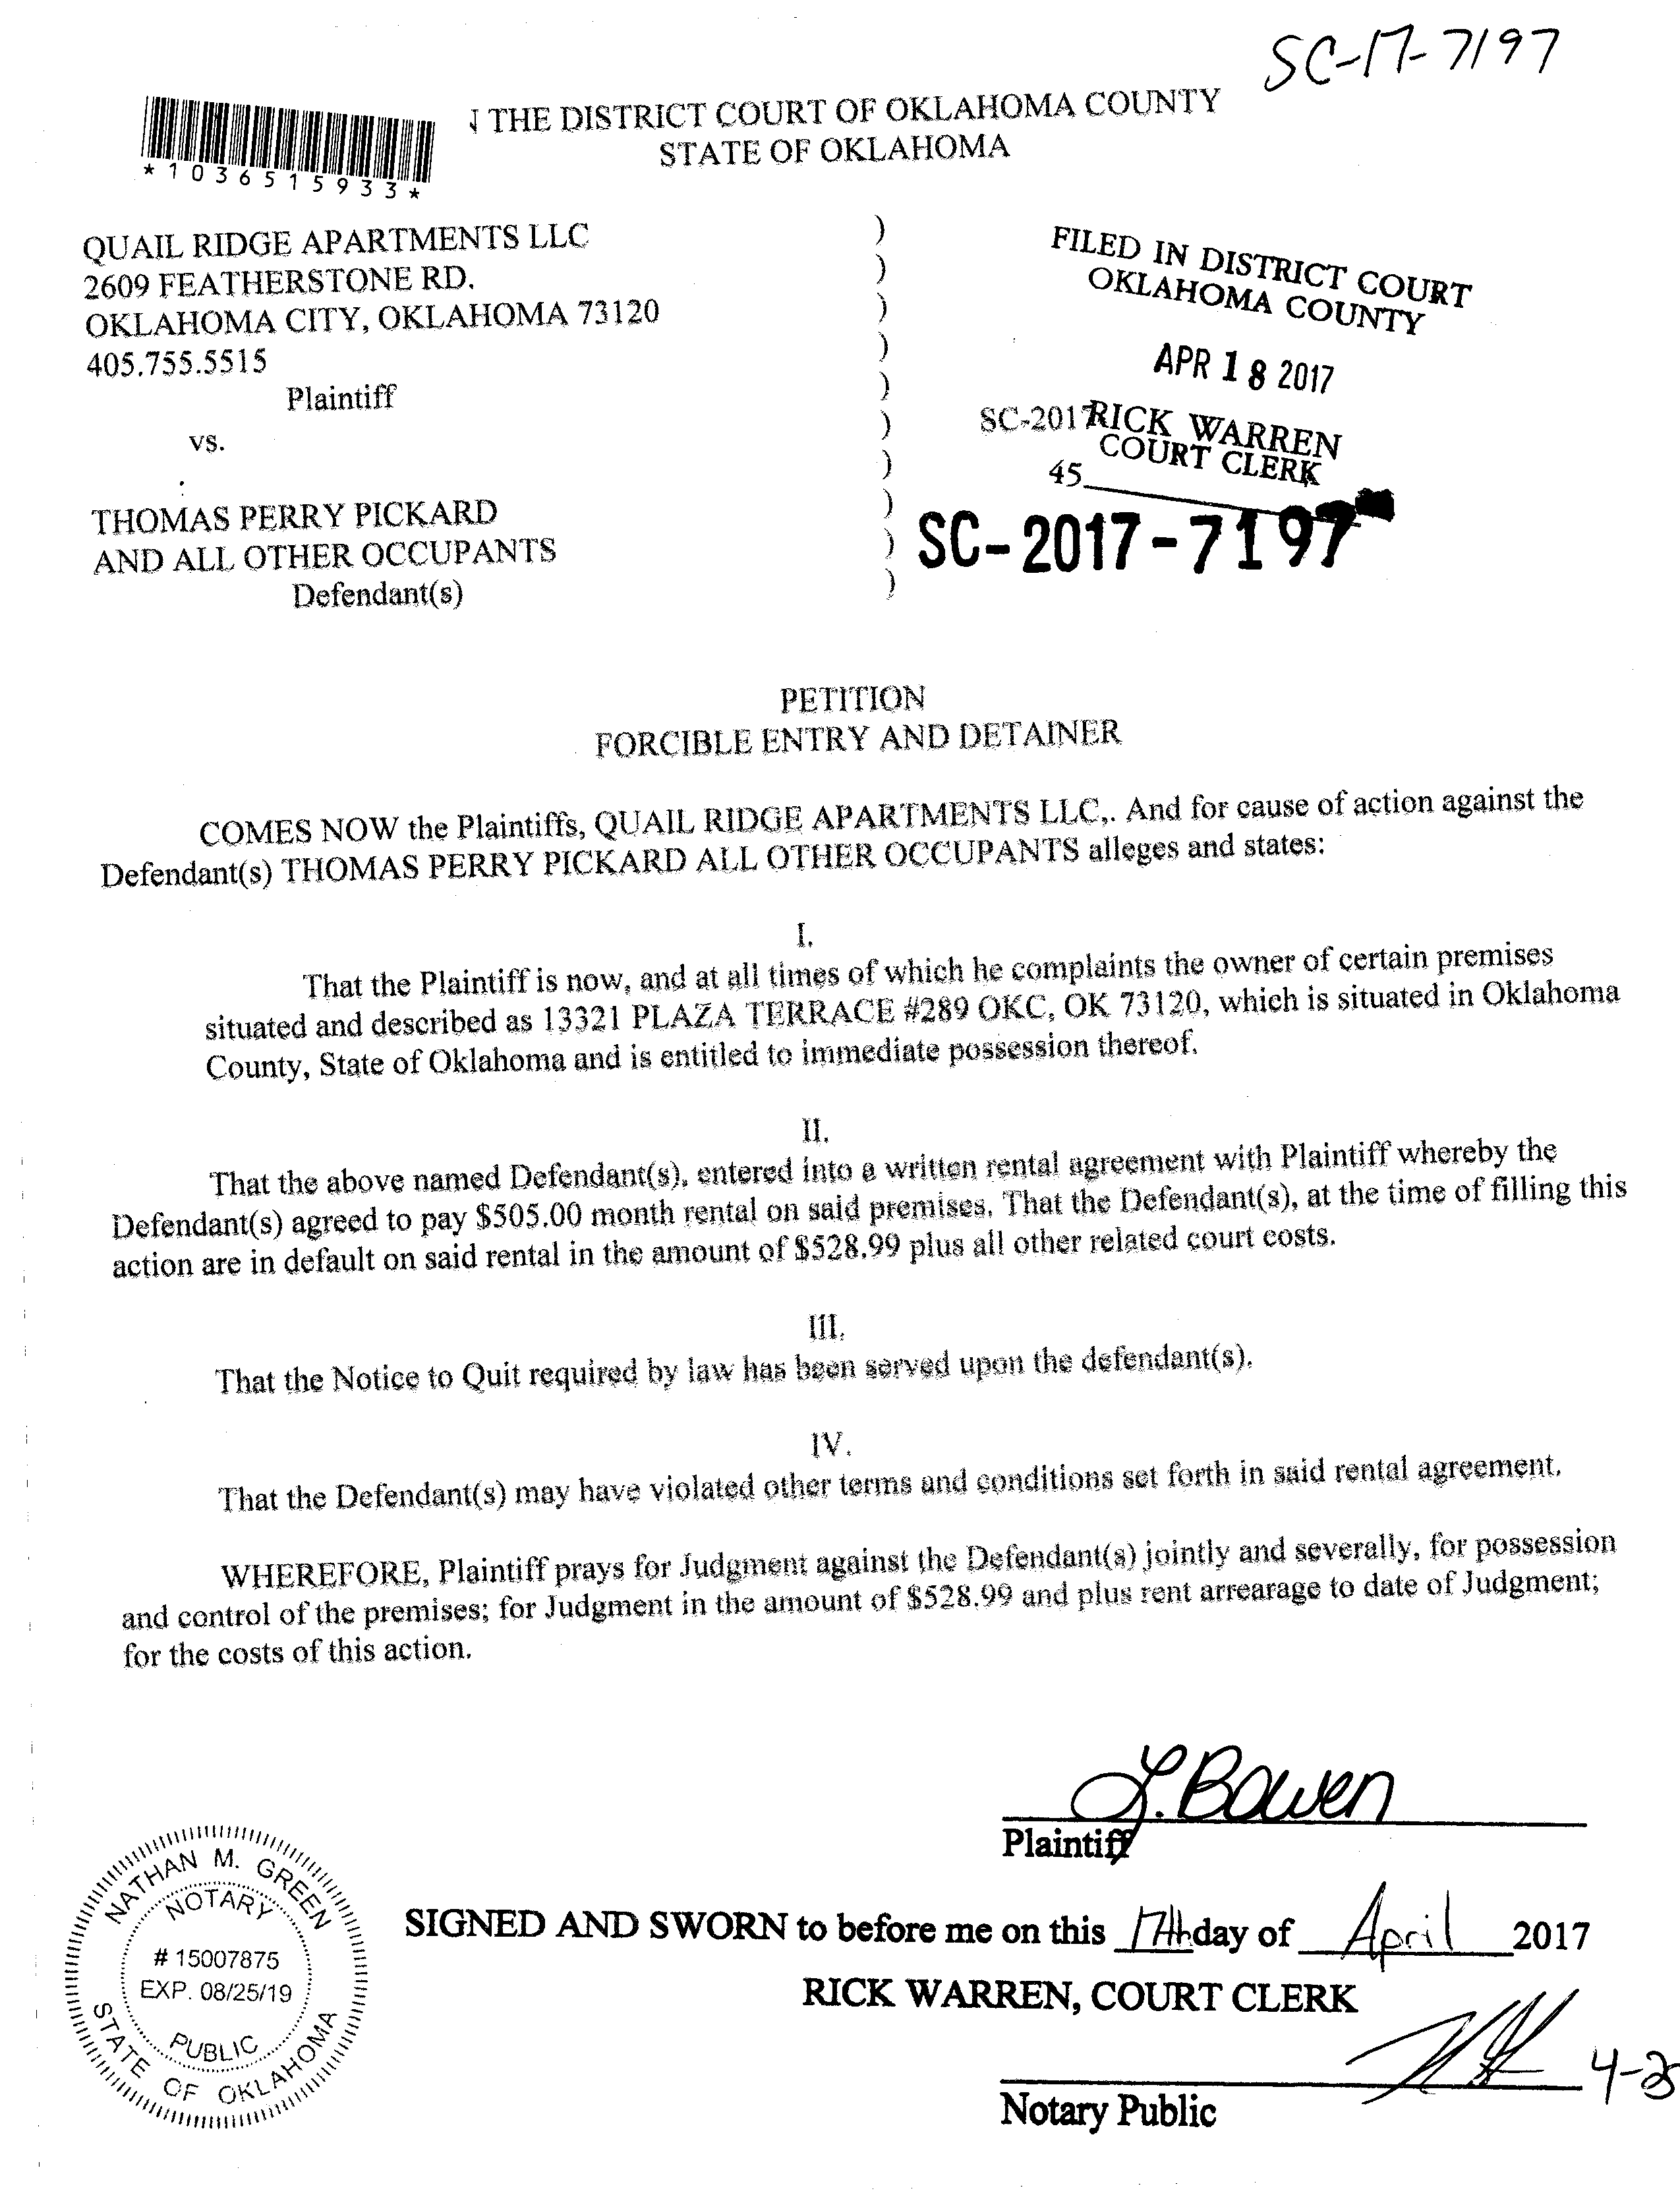 SC-17-7197
THE DISTRICT COURT OF OKLAHOMA COUNTY
STATE OF OKLAHOMA
*1036515933*
QUAIL RIDGE APARTMENTS LLC
2609 FEATHERSTONE RD.
OKLAHOMA CITY, OKLAHOMA 73120
405.755.5515
Plaintiff
vs.
THOMAS PERRY PICKARD
AND ALL OTHER OCCUPANTS
Defendant(s)
)
)
)
)
)
)
)
)
)
)
FILED IN DISTRICT COURT
OKLAHOMA COUNTY
APR 18 2017
SC-2017
RICK WARREN
COURT CLERK
45
SC-2017-7197
PETITION
FORCIBLE ENTRY AND DETAINER
COMES NOW the Plaintiffs, QUAIL RIDGE APARTMENTS LLC,. And for cause of action against the
Defendant(s) THOMAS PERRY PICKARD ALL OTHER OCCUPANTS alleges and states:
I.
That the Plaintiff is now, and at all times of which he complaints the owner of certain premises
situated and described as 13321 PLAZA TERRACE #289 OKC, OK 73120, which is situated in Oklahoma
County, State of Oklahoma and is entitled to immediate possession thereof.
II.
That the above named Defendant(s), entered into a written rental agreement with Plaintiff whereby the
Defendant(s) agreed to pay $505.00 month rental on said premises. That the Defendant(s), at the time of filling this
action are in default on said rental in the amount of $528.99 plus all other related court costs.
III.
That the Notice to Quit required by law has been served upon the defendant(s).
IV.
That the Defendant(s) may have violated other terms and conditions set forth in said rental agreement.
WHEREFORE, Plaintiff prays for Judgment against the Defendant(s) jointly and severally, for possession
and control of the premises; for Judgment in the amount of $528.99 and plus rent arrearage to date of Judgment;
for the costs of this action.
L. Bowen
Plaintiff
SIGNED AND SWORN to before me on this 17th day of April 2017
RICK WARREN, COURT CLERK
Notary Public
NATHAN M. GREEN
NOTARY
# 15007875
EXP. 08/25/19
PUBLIC
STATE OF OKLAHOMA